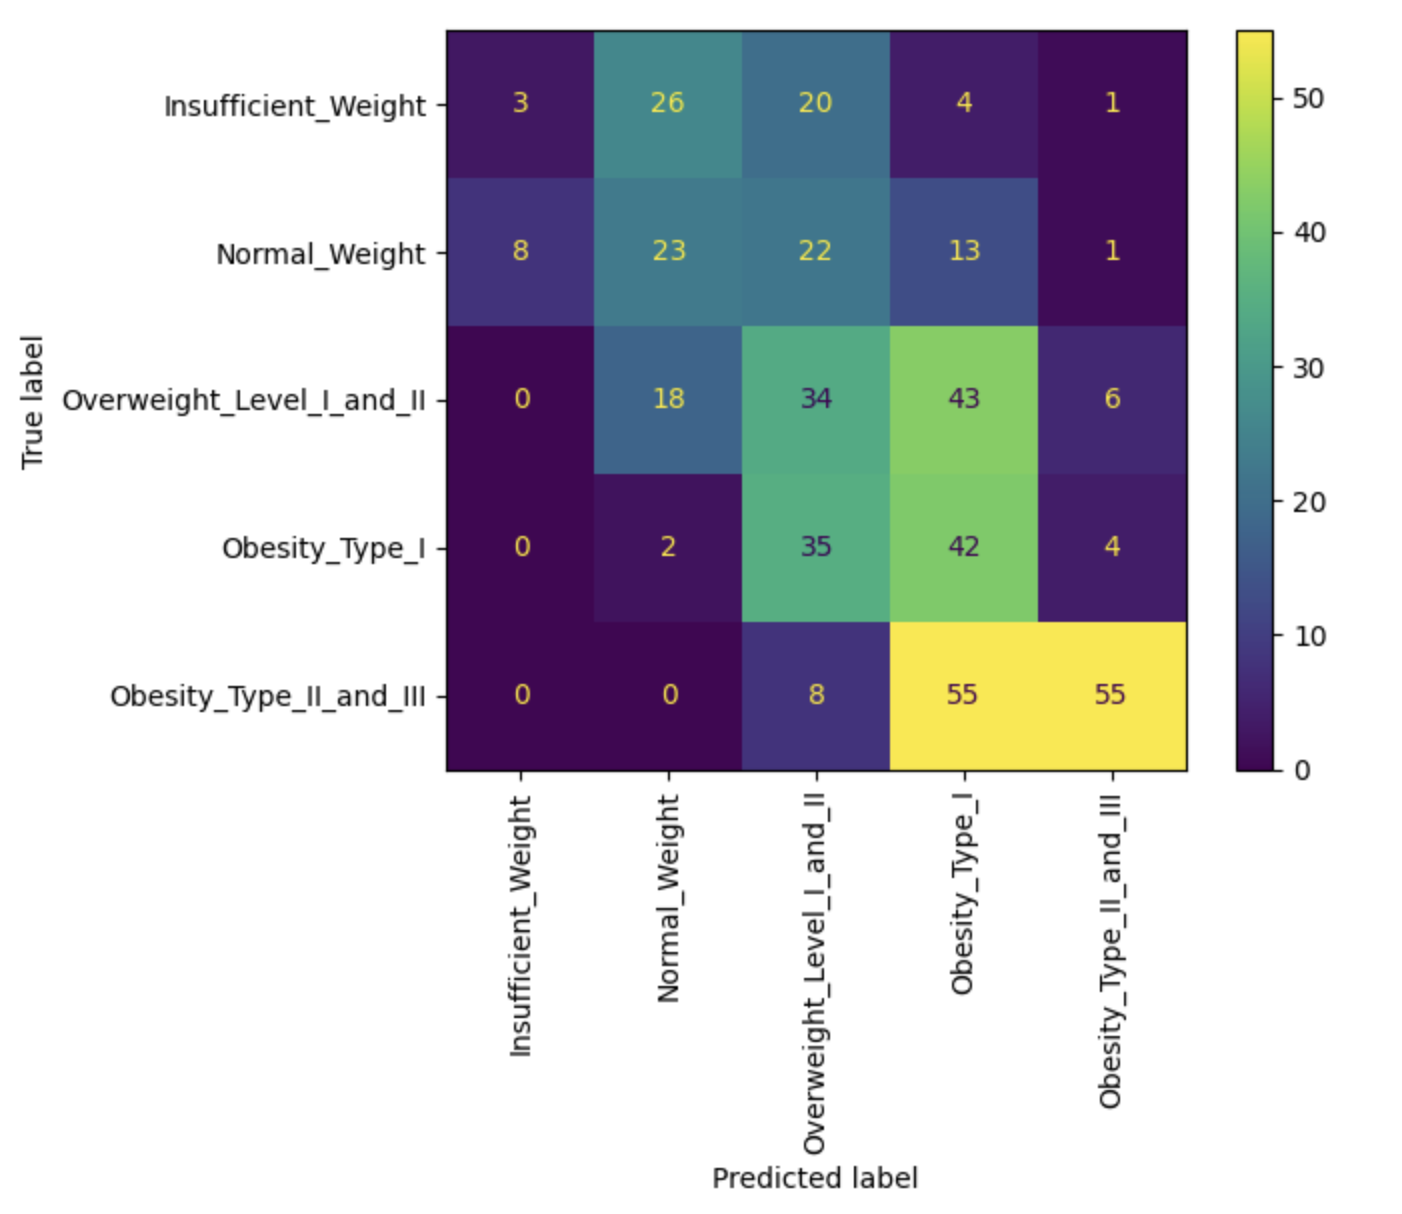 Insufficient_Weight 3 26 20 4 1
Normal_Weight 8 23 22 13 1
Overweight_Level_I_and_II 0 18 34 43 6
Obesity_Type_I 0 2 35 42 4
Obesity_Type_II_and_III 0 0 8 55 55
True label
Insufficient_Weight
Normal_Weight
Overweight_Level_I_and_II
Obesity_Type_I
Obesity_Type_II_and_III
Predicted label
50
40
30
20
10
0